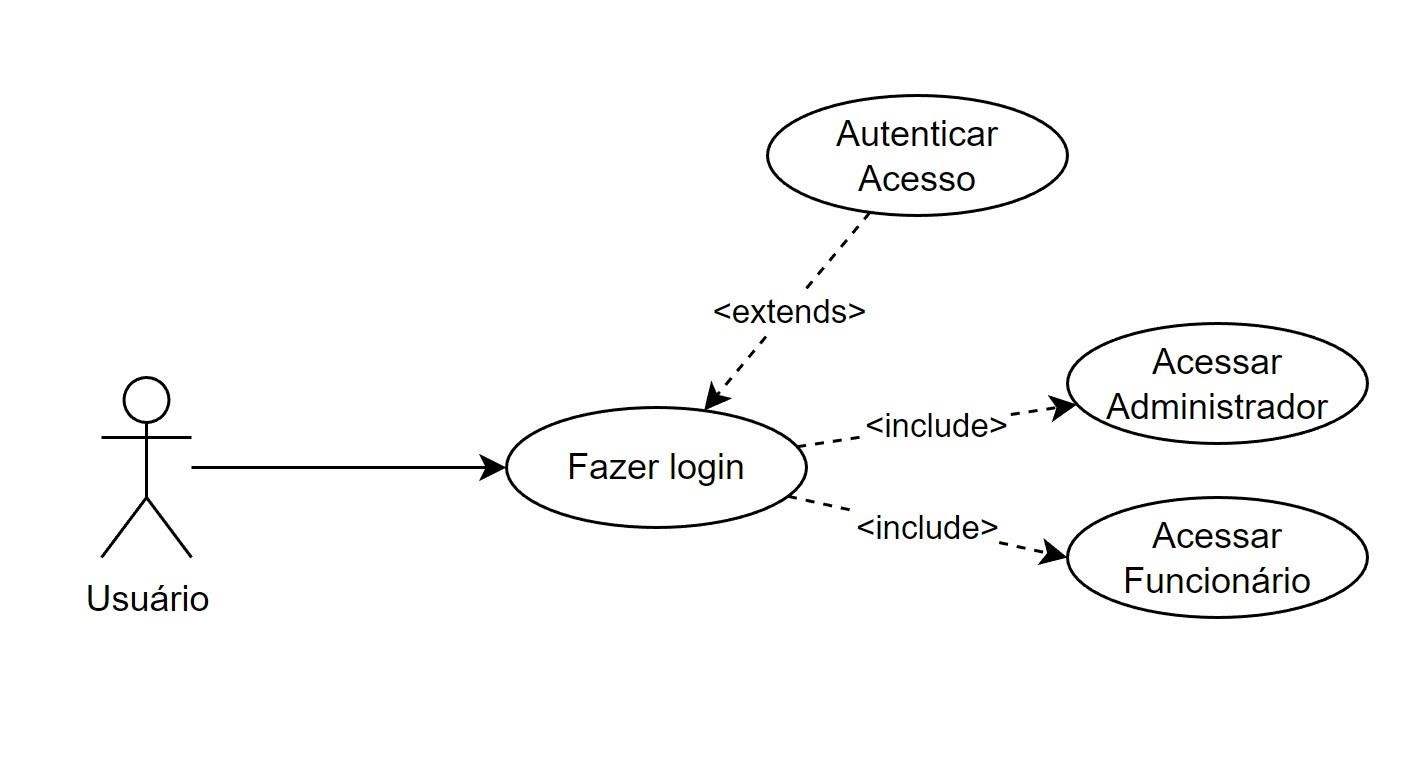 Autenticar
Acesso
<extends>
Acessar
Administrador
<include>
Fazer login
<include>
Acessar
Funcionário
Usuário